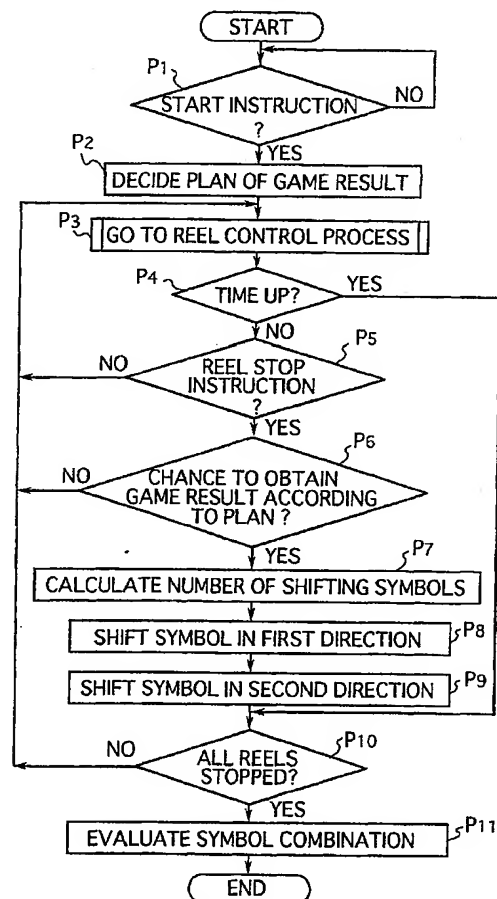 START
P1
START INSTRUCTION
?
NO
YES
P2
DECIDE PLAN OF GAME RESULT
P3
GO TO REEL CONTROL PROCESS
P4
TIME UP?
YES
NO
P5
NO
REEL STOP
INSTRUCTION
?
YES
P6
NO
CHANCE TO OBTAIN
GAME RESULT ACCORDING
TO PLAN ?
YES
P7
CALCULATE NUMBER OF SHIFTING SYMBOLS
SHIFT SYMBOL IN FIRST DIRECTION
P8
SHIFT SYMBOL IN SECOND DIRECTION
P9
NO
P10
ALL REELS
STOPPED?
YES
EVALUATE SYMBOL COMBINATION
P11
END